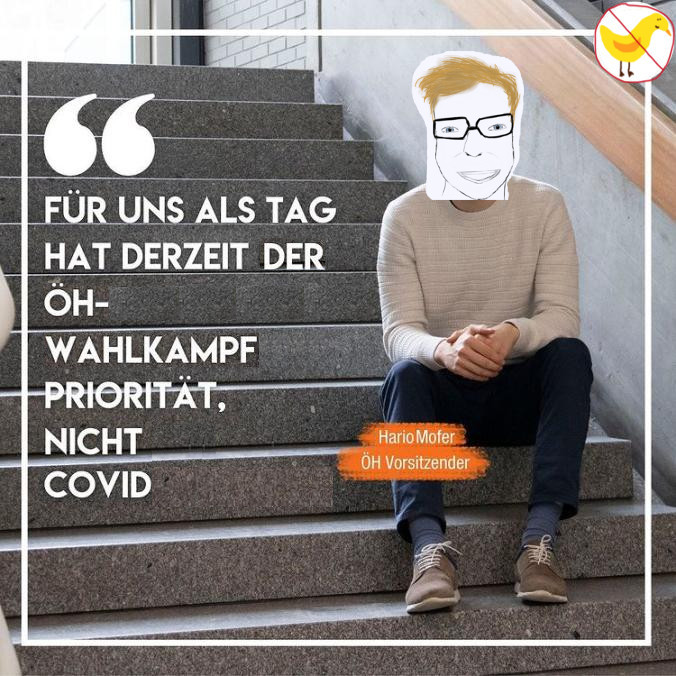 FÜR UNS ALS TAG
HAT DERZEIT DER
ÖH-
WAHLKAMPF
PRIORITÄT,
NICHT
COVID
Hario Mofer
ÖH Vorsitzender